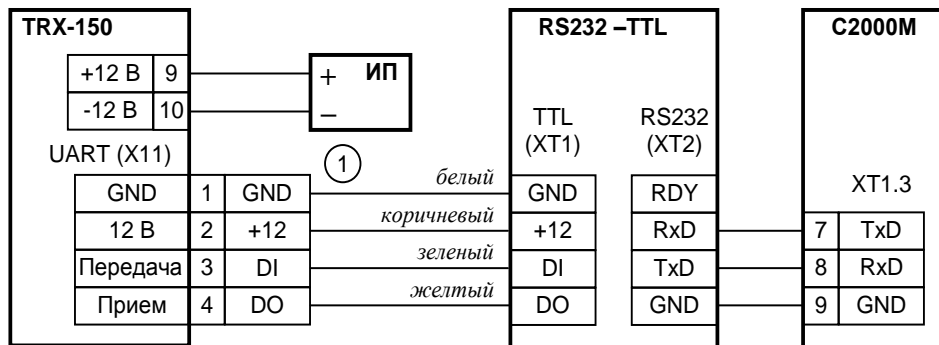 TRX-150
RS232 –TTL
C2000M
+12 В 9
-12 В 10
+ ИП
–
UART (X11)
TTL
(XT1)
RS232
(XT2)
XT1.3
1
GND 1 GND белый GND RDY
12 В 2 +12 коричневый +12 RxD 7 TxD
Передача 3 DI зеленый DI TxD 8 RxD
Прием 4 DO желтый DO GND 9 GND